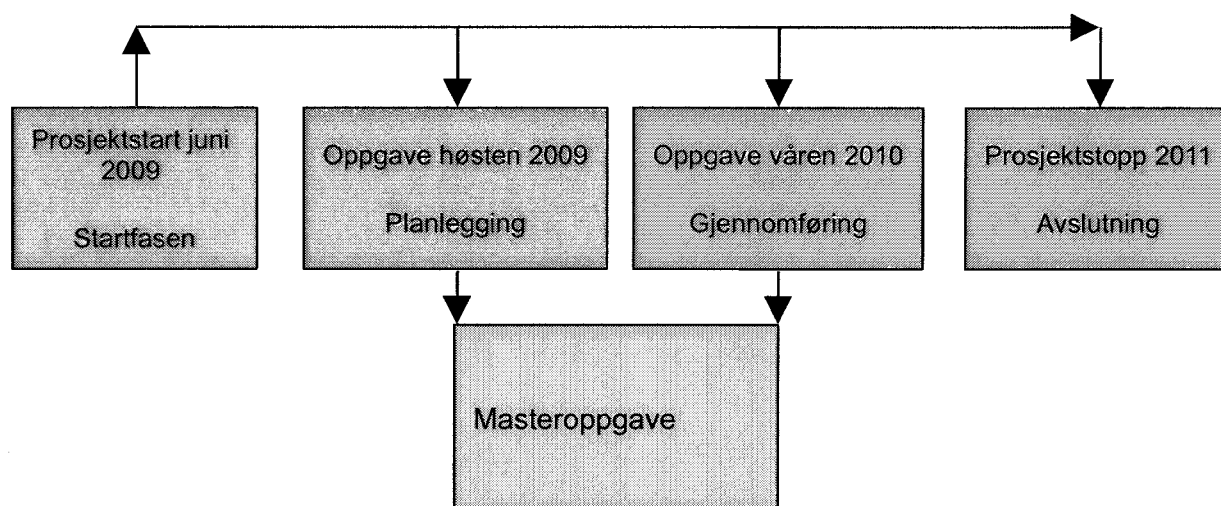 Prosjektstart juni
2009
Startfasen
Oppgave høsten 2009
Planlegging
Oppgave våren 2010
Gjennomføring
Prosjektstopp 2011
Avslutning
Masteroppgave